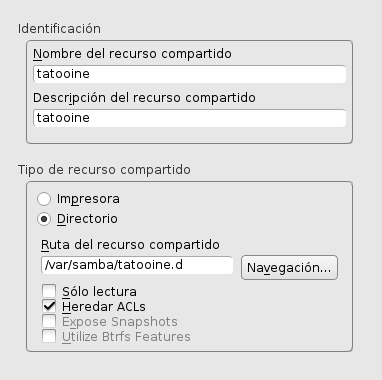 Identificación
Nombre del recurso compartido
tatooine
Descripción del recurso compartido
tatooine
Tipo de recurso compartido
Impresora
Directorio
Ruta del recurso compartido
/var/samba/tatooine.d
Navegación...
Sólo lectura
Heredar ACLs
Expose Snapshots
Utilize Btrfs Features